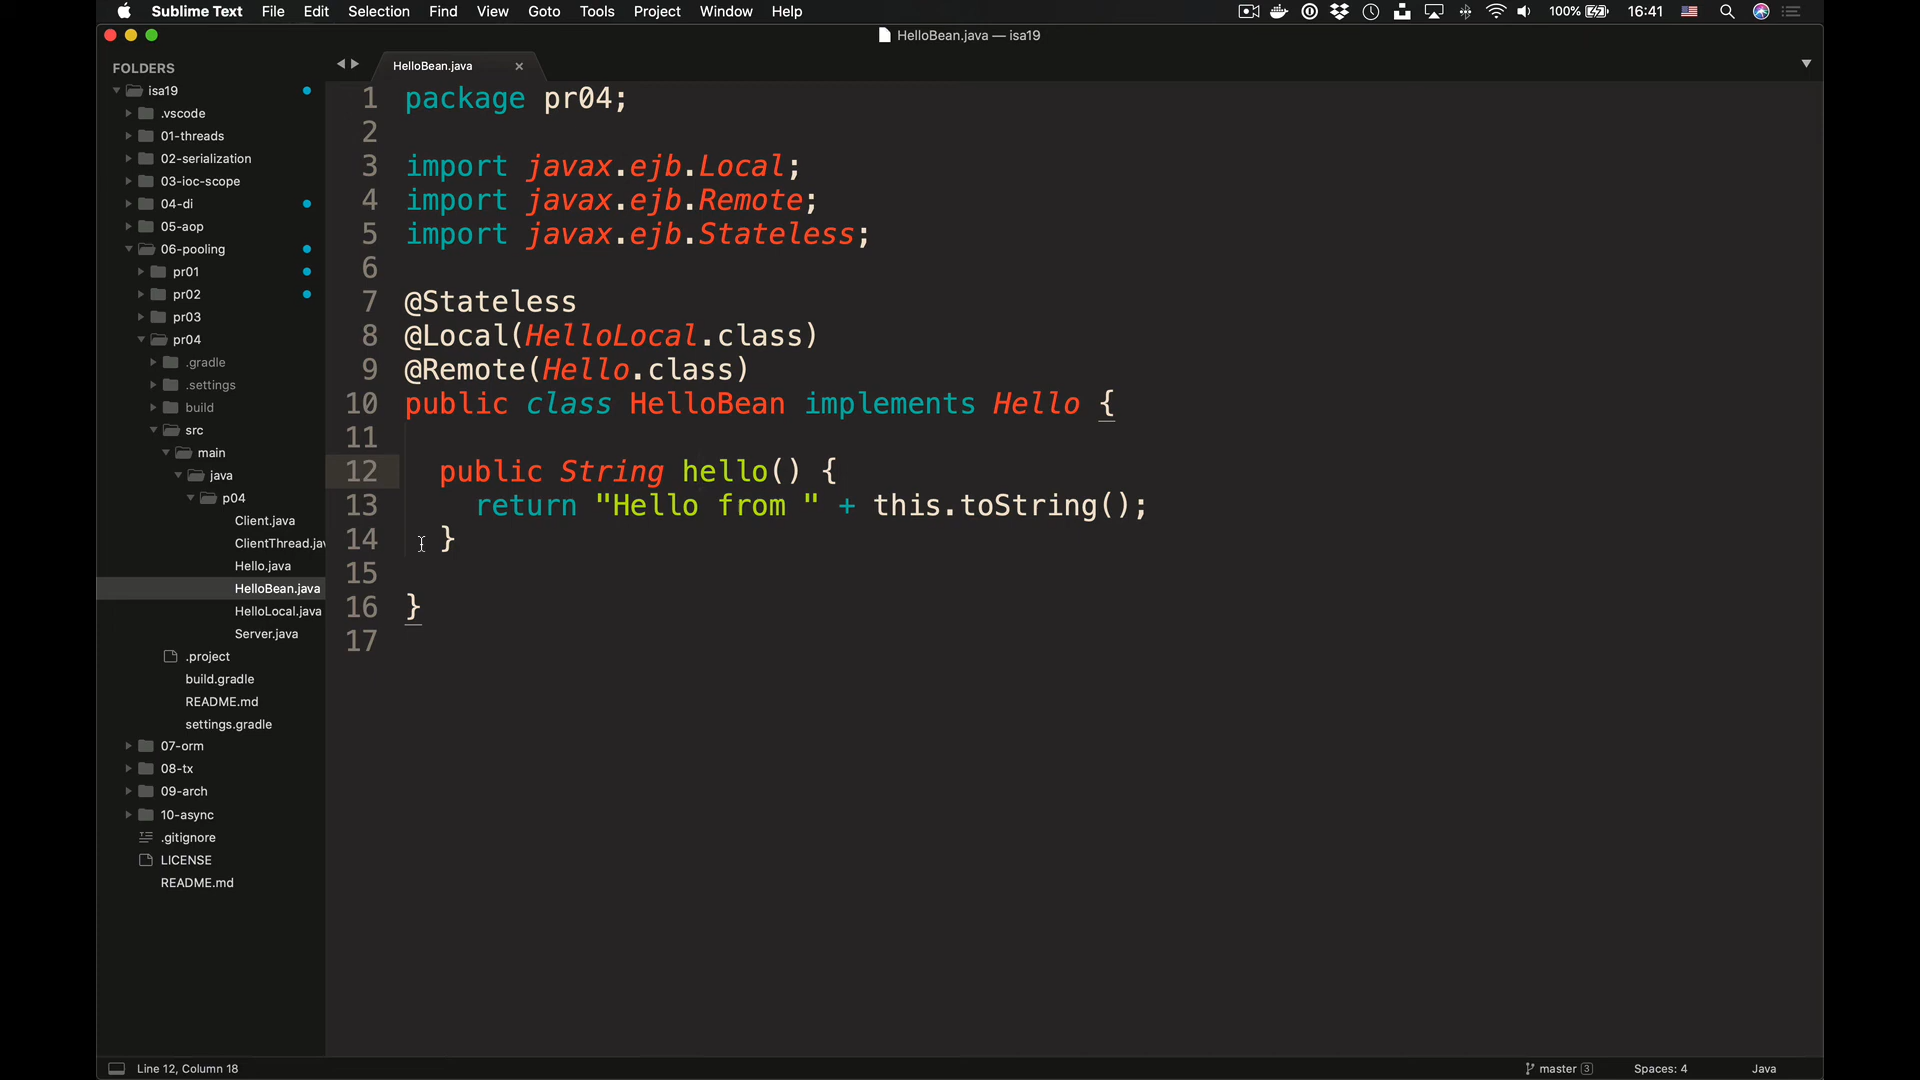 Sublime Text File Edit Selection Find View Goto Tools Project Window Help 100% 16:41
HelloBean.java — isa19
FOLDERS
isa19
.vscode
01-threads
02-serialization
03-ioc-scope
04-di
05-aop
06-pooling
pr01
pr02
pr03
pr04
.gradle
.settings
build
src
main
java
p04
Client.java
ClientThread.jav
Hello.java
HelloBean.java
HelloLocal.java
Server.java
.project
build.gradle
README.md
settings.gradle
07-orm
08-tx
09-arch
10-async
.gitignore
LICENSE
README.md
HelloBean.java ×
1 package pr04;
2
3 import javax.ejb.Local;
4 import javax.ejb.Remote;
5 import javax.ejb.Stateless;
6
7 @Stateless
8 @Local(HelloLocal.class)
9 @Remote(Hello.class)
10 public class HelloBean implements Hello {
11
12 public String hello() {
13 return "Hello from " + this.toString();
14 }
15
16 }
17
Line 12, Column 18 master 3 Spaces: 4 Java